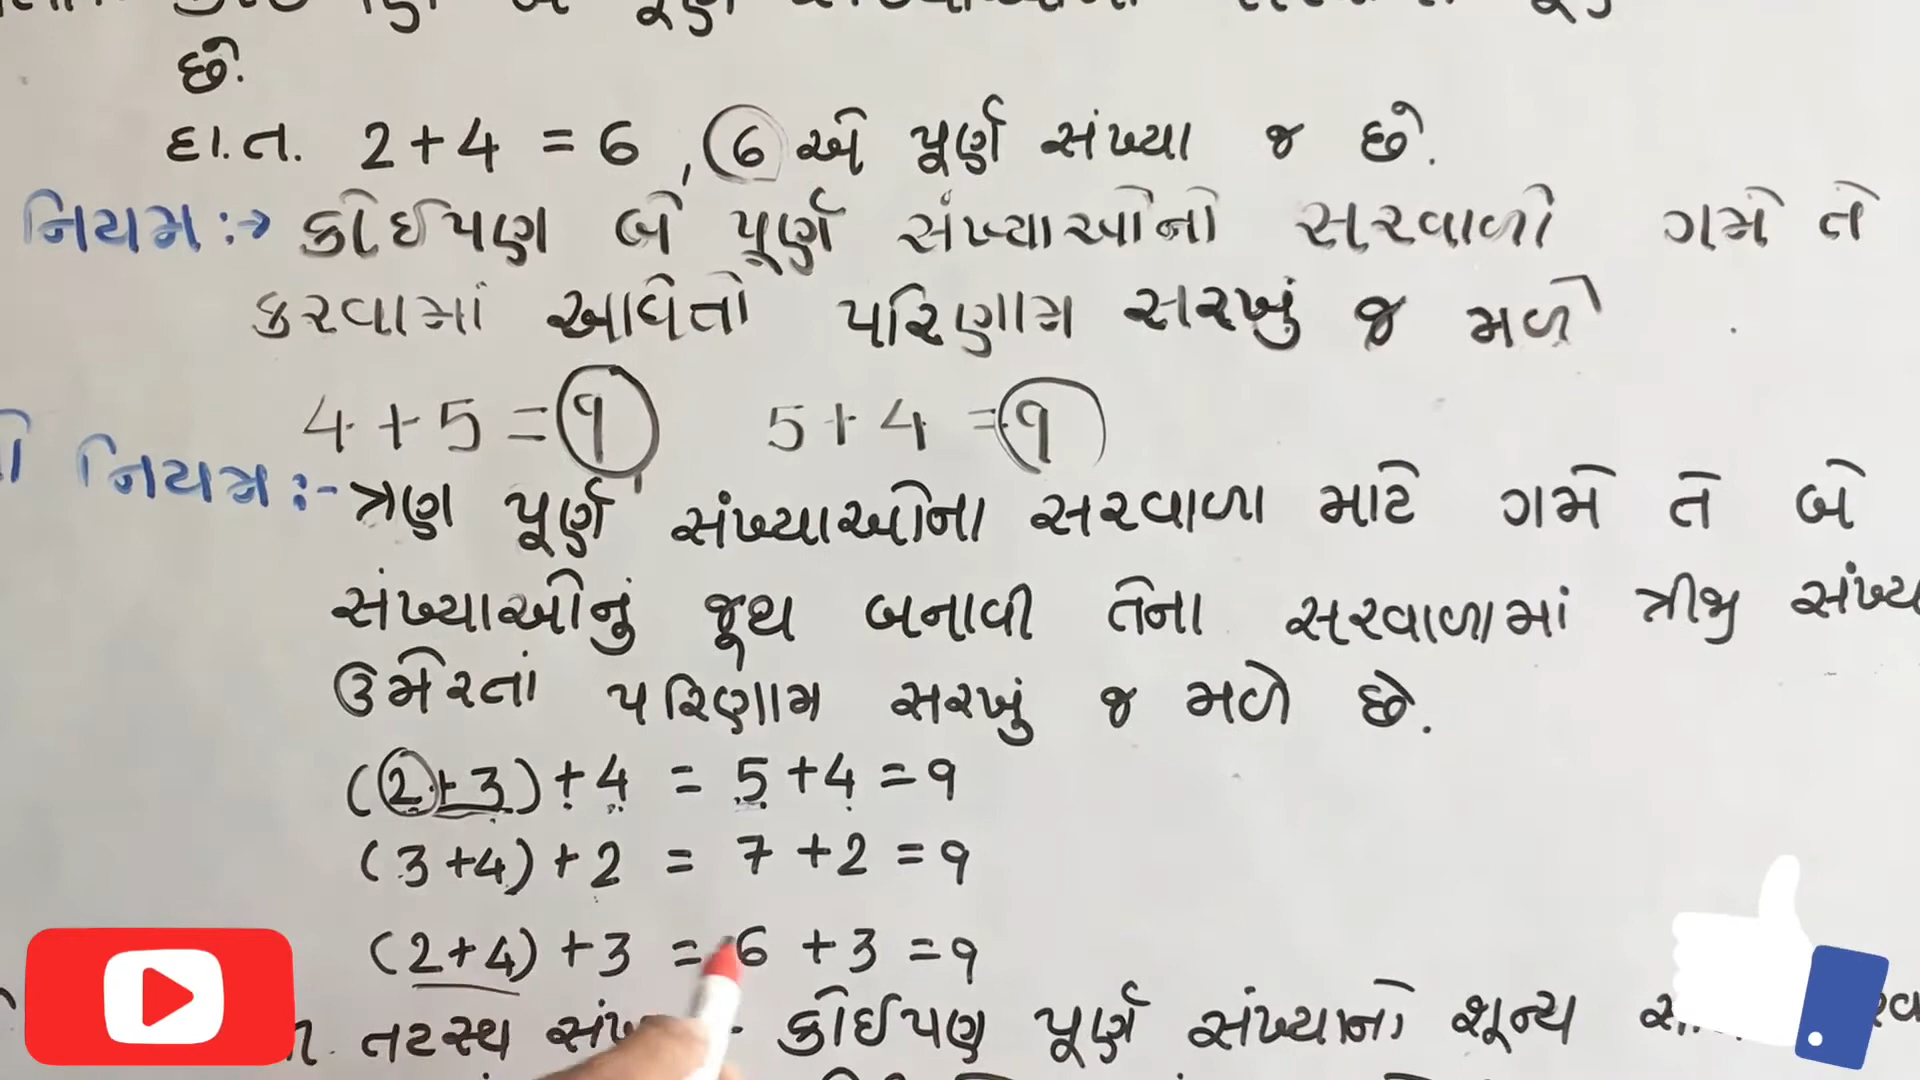 છે.
દા.ત. 2+4 = 6, 6 એ પૂર્ણ સંખ્યા જ છે.
નિયમ:→ કોઈપણ બે પૂર્ણ સંખ્યાઓનો સરવાળો ગમે તે
કરવામાં આવેતો પરિણામ સરખું જ મળે
4+5=9 5+4=9
નિયમ:- ત્રણ પૂર્ણ સંખ્યાઓના સરવાળા માટે ગમે તે બે
સંખ્યાઓનું જૂથ બનાવી તેના સરવાળામાં ત્રીજી સંખ્ય
ઉમેરતાં પરિણામ સરખું જ મળે છે.
(2+3)+4 = 5+4=9
(3+4)+2 = 7+2=9
(2+4)+3 = 6+3=9
તટસ્થ કોઈપણ પૂર્ણ સંખ્યાનો શૂન્ય